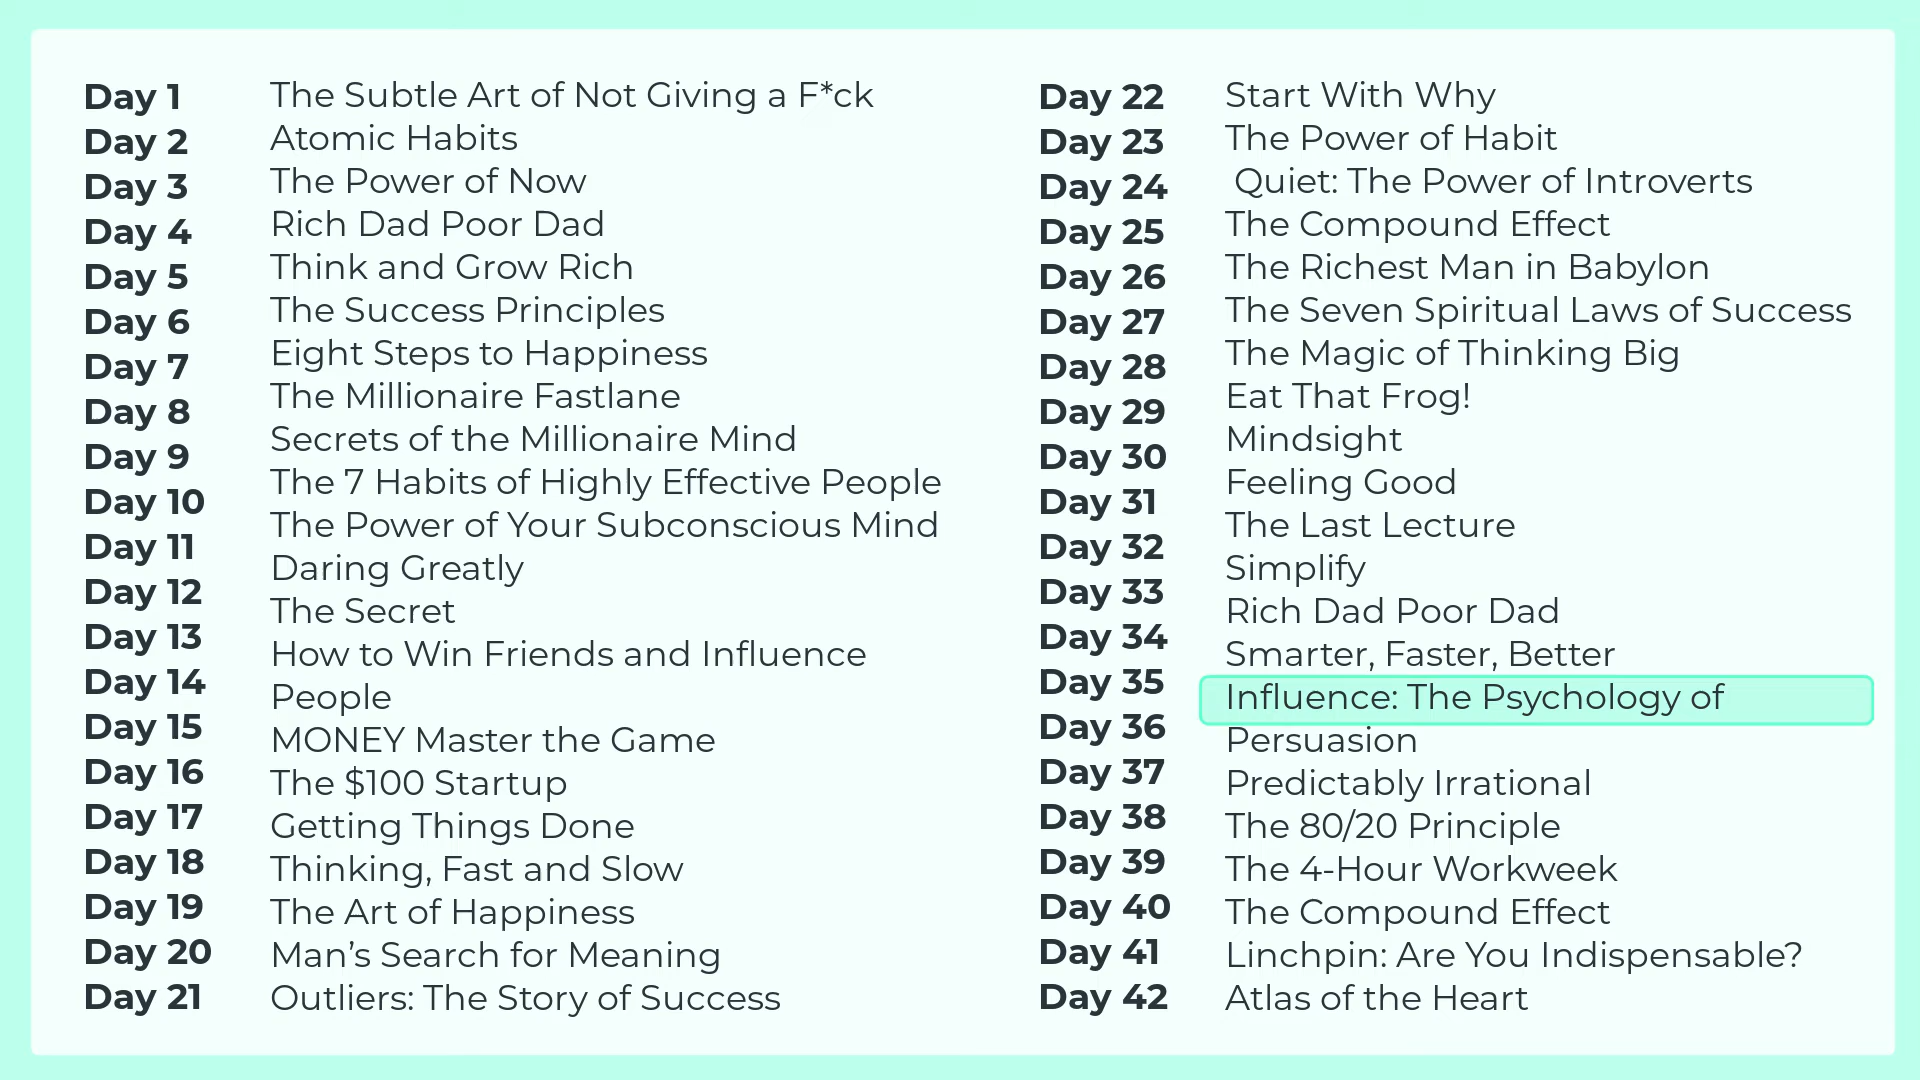 Day 1 The Subtle Art of Not Giving a F*ck
Day 2 Atomic Habits
Day 3 The Power of Now
Day 4 Rich Dad Poor Dad
Day 5 Think and Grow Rich
Day 6 The Success Principles
Day 7 Eight Steps to Happiness
Day 8 The Millionaire Fastlane
Day 9 Secrets of the Millionaire Mind
Day 10 The 7 Habits of Highly Effective People
Day 11 The Power of Your Subconscious Mind
Day 12 Daring Greatly
Day 13 The Secret
Day 14 How to Win Friends and Influence
People
Day 15 MONEY Master the Game
Day 16 The $100 Startup
Day 17 Getting Things Done
Day 18 Thinking, Fast and Slow
Day 19 The Art of Happiness
Day 20 Man’s Search for Meaning
Day 21 Outliers: The Story of Success
Day 22 Start With Why
Day 23 The Power of Habit
Day 24 Quiet: The Power of Introverts
Day 25 The Compound Effect
Day 26 The Richest Man in Babylon
Day 27 The Seven Spiritual Laws of Success
Day 28 The Magic of Thinking Big
Day 29 Eat That Frog!
Day 30 Mindsight
Day 31 Feeling Good
Day 32 The Last Lecture
Day 33 Simplify
Day 34 Rich Dad Poor Dad
Day 35 Smarter, Faster, Better
Day 36 Influence: The Psychology of
Persuasion
Day 37 Predictably Irrational
Day 38 The 80/20 Principle
Day 39 The 4-Hour Workweek
Day 40 The Compound Effect
Day 41 Linchpin: Are You Indispensable?
Day 42 Atlas of the Heart